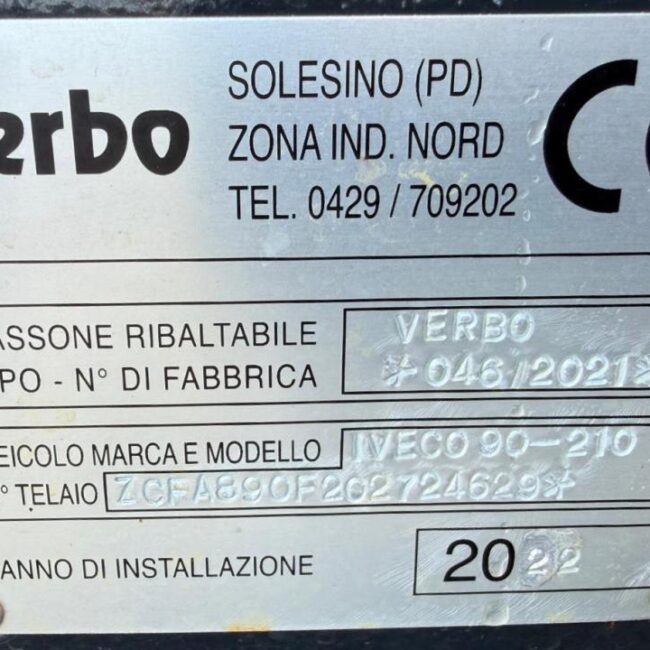 erbo
SOLESINO (PD)
ZONA IND. NORD
TEL. 0429 / 709202
CE
ASSONE RIBALTABILE
VERBO
PO - N° DI FABBRICA
*046/2021*
EICOLO MARCA E MODELLO
IVECO 90-210
° TELAIO
ZCFA890F202724629*
ANNO DI INSTALLAZIONE
2022